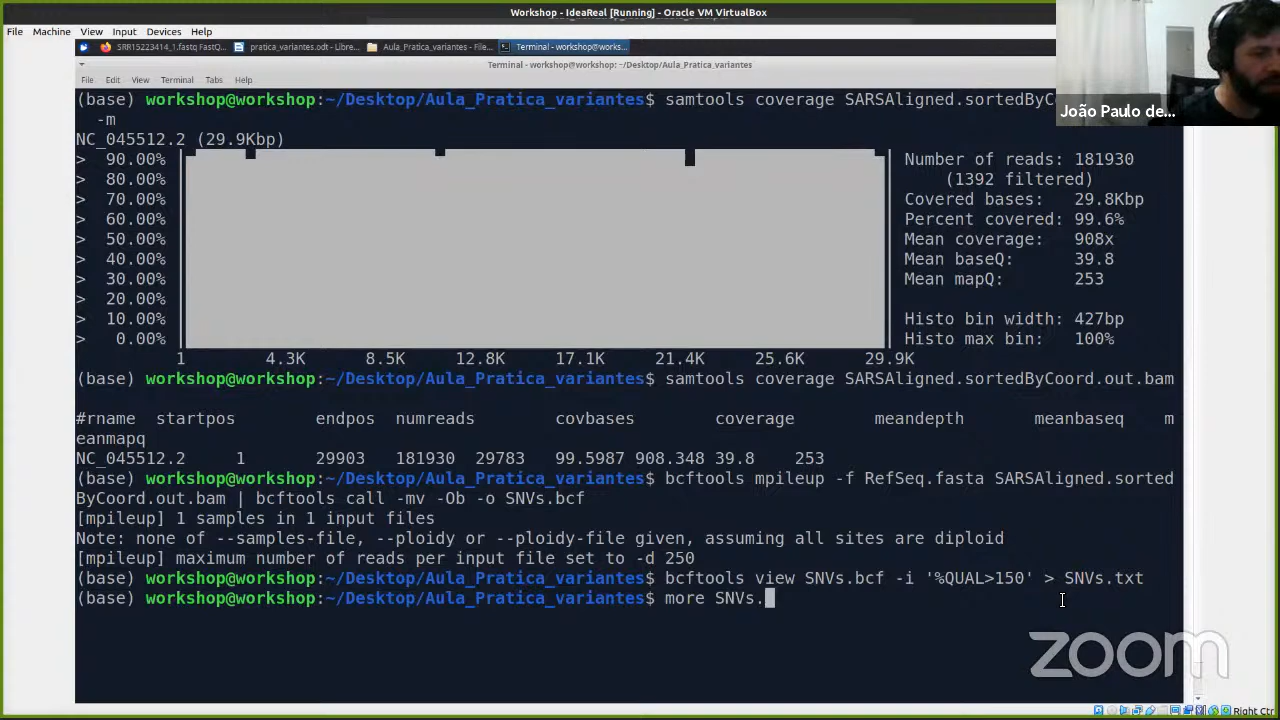 Workshop - IdeaReal [Running] - Oracle VM VirtualBox
File Machine View Input Devices Help
SRR15223414_1.fastq FastQ... pratica_variantes.odt - Libre... Aula_Pratica_variantes - File... Terminal - workshop@works...
Terminal - workshop@workshop: ~/Desktop/Aula_Pratica_variantes
File Edit View Terminal Tabs Help
João Paulo de...
(base) workshop@workshop:~/Desktop/Aula_Pratica_variantes$ samtools coverage SARSAligned.sortedByCo
-m
NC_045512.2 (29.9Kbp)
> 90.00% Number of reads: 181930
> 80.00% (1392 filtered)
> 70.00% Covered bases: 29.8Kbp
> 60.00% Percent covered: 99.6%
> 50.00% Mean coverage: 908x
> 40.00% Mean baseQ: 39.8
> 30.00% Mean mapQ: 253
> 20.00%
> 10.00% Histo bin width: 427bp
> 0.00% Histo max bin: 100%
1 4.3K 8.5K 12.8K 17.1K 21.4K 25.6K 29.9K
(base) workshop@workshop:~/Desktop/Aula_Pratica_variantes$ samtools coverage SARSAligned.sortedByCoord.out.bam
#rname startpos endpos numreads covbases coverage meandepth meanbaseq m
eanmapq
NC_045512.2 1 29903 181930 29783 99.5987 908.348 39.8 253
(base) workshop@workshop:~/Desktop/Aula_Pratica_variantes$ bcftools mpileup -f RefSeq.fasta SARSAligned.sorted
ByCoord.out.bam | bcftools call -mv -Ob -o SNVs.bcf
[mpileup] 1 samples in 1 input files
Note: none of --samples-file, --ploidy or --ploidy-file given, assuming all sites are diploid
[mpileup] maximum number of reads per input file set to -d 250
(base) workshop@workshop:~/Desktop/Aula_Pratica_variantes$ bcftools view SNVs.bcf -i '%QUAL>150' > SNVs.txt
(base) workshop@workshop:~/Desktop/Aula_Pratica_variantes$ more SNVs.
zoom
Right Ctr